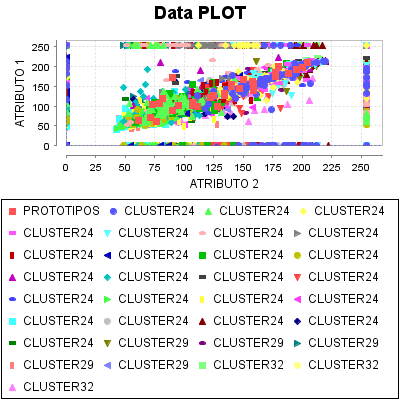 Data PLOT
ATRIBUTO 1
250
200
150
100
50
0
0 25 50 75 100 125 150 175 200 225 250
ATRIBUTO 2
PROTOTIPOS CLUSTER24 CLUSTER24 CLUSTER24
CLUSTER24 CLUSTER24 CLUSTER24 CLUSTER24
CLUSTER24 CLUSTER24 CLUSTER24 CLUSTER24
CLUSTER24 CLUSTER24 CLUSTER24 CLUSTER24
CLUSTER24 CLUSTER24 CLUSTER24 CLUSTER24
CLUSTER24 CLUSTER24 CLUSTER24 CLUSTER24
CLUSTER24 CLUSTER29 CLUSTER29 CLUSTER29
CLUSTER29 CLUSTER29 CLUSTER32 CLUSTER32
CLUSTER32